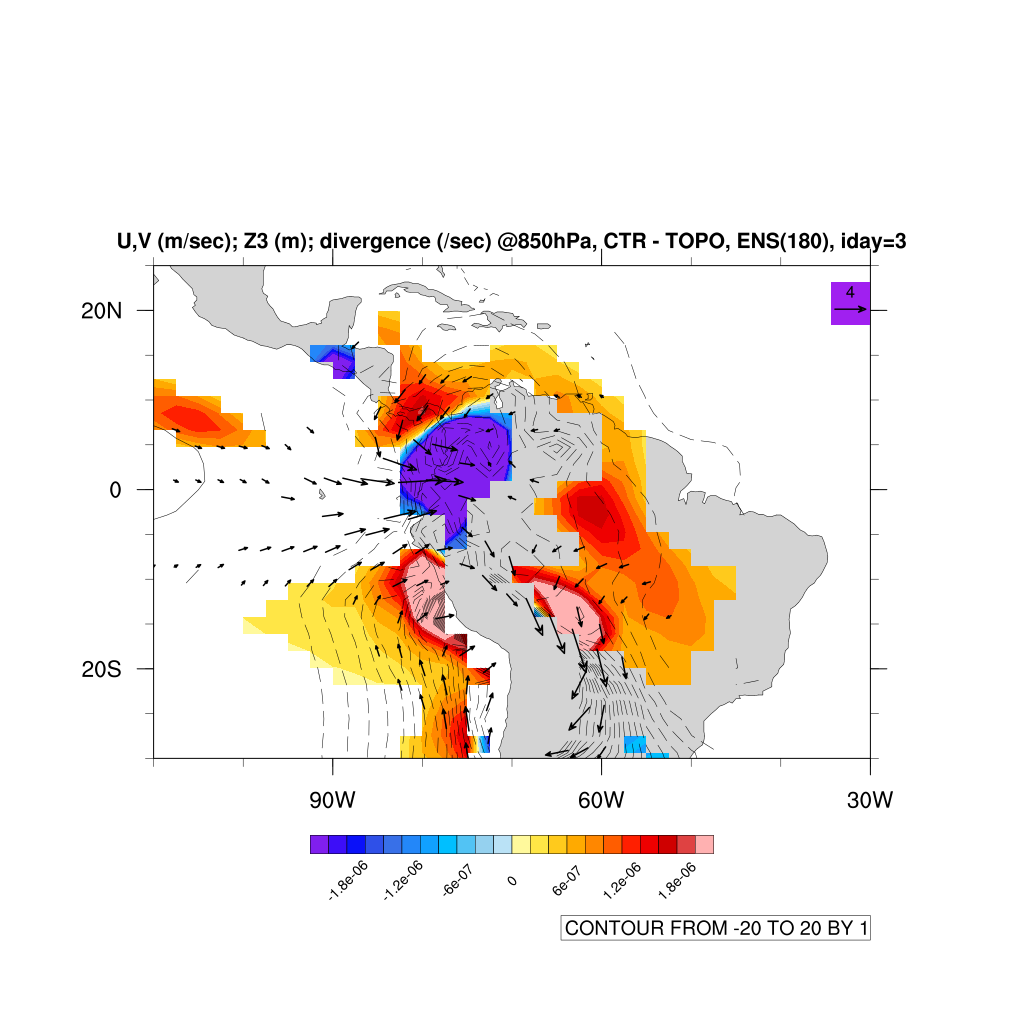 U,V (m/sec); Z3 (m); divergence (/sec) @850hPa, CTR - TOPO, ENS(180), iday=3
4
20N
0
20S
90W
60W
30W
-1.8e-06
-1.2e-06
-6e-07
0
6e-07
1.2e-06
1.8e-06
CONTOUR FROM -20 TO 20 BY 1